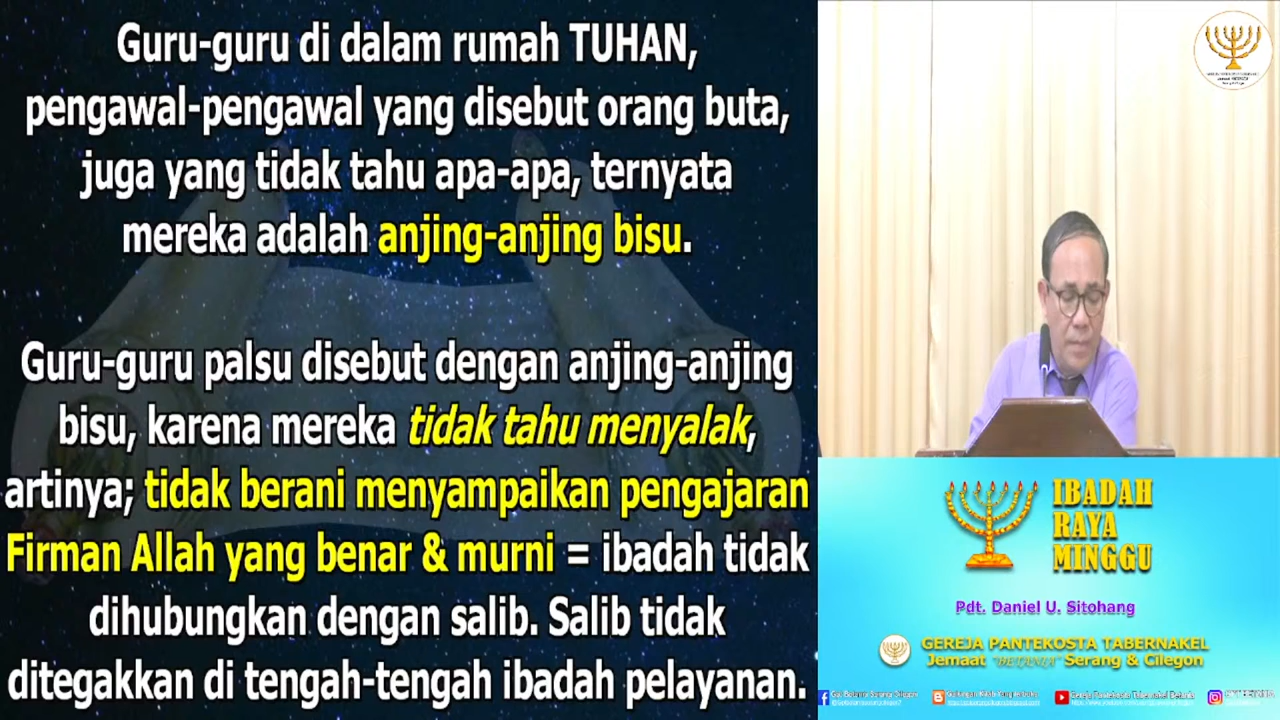 Guru-guru di dalam rumah TUHAN,
pengawal-pengawal yang disebut orang buta,
juga yang tidak tahu apa-apa, ternyata
mereka adalah anjing-anjing bisu.
Guru-guru palsu disebut dengan anjing-anjing
bisu, karena mereka tidak tahu menyalak,
artinya; tidak berani menyampaikan pengajaran
Firman Allah yang benar & murni = ibadah tidak
dihubungkan dengan salib. Salib tidak
ditegakkan di tengah-tengah ibadah pelayanan.
IBADAH
RAYA
MINGGU
Pdt. Daniel U. Sitohang
GEREJA PANTEKOSTA TABERNAKEL
Jemaat "BETANIA" Serang & Cilegon